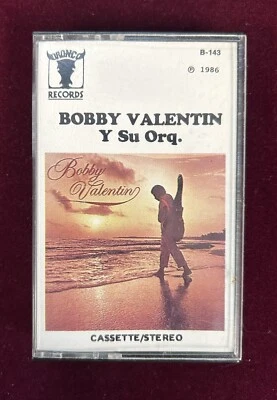 BRONCO
RECORDS
B-143
℗ 1986
BOBBY VALENTIN
Y Su Orq.
Bobby
Valentin
CASSETTE/STEREO